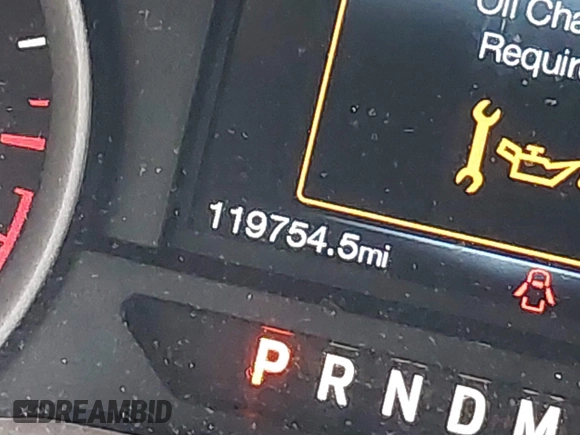 Oil Cha
Requir
119754.5mi
P R N D M
DREAMBID